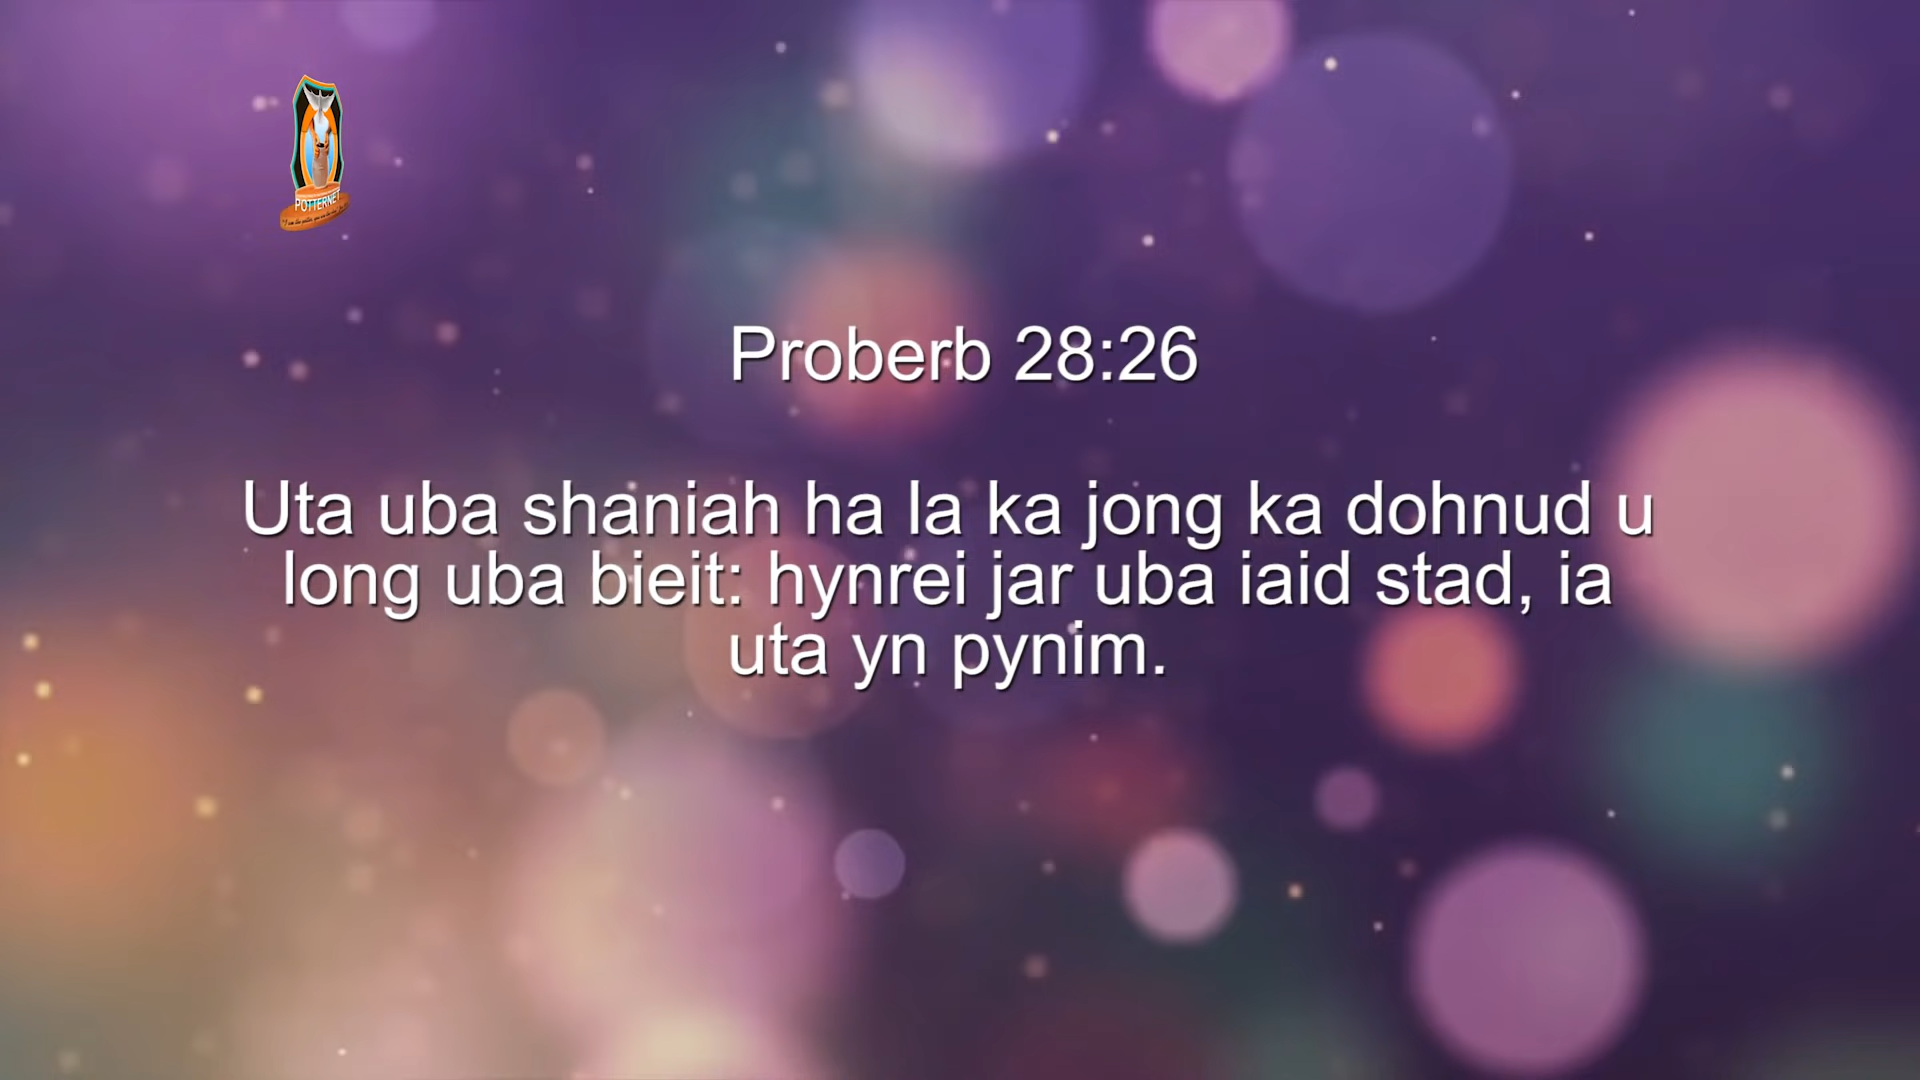 POTTERNET
Proberb 28:26
Uta uba shaniah ha la ka jong ka dohnud u
long uba bieit: hynrei jar uba iaid stad, ia
uta yn pynim.